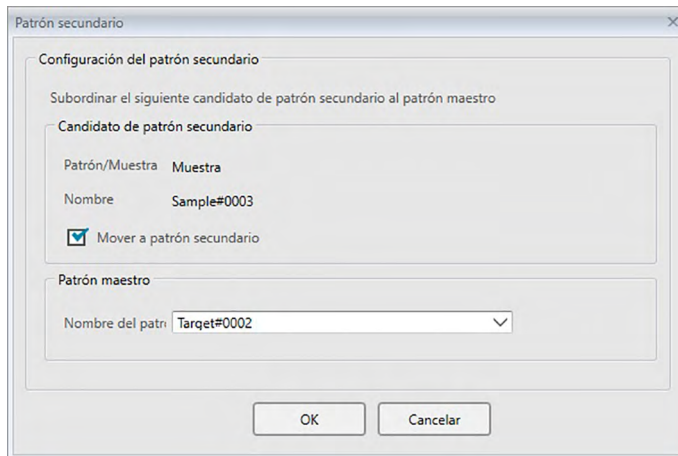 Patrón secundario
Configuración del patrón secundario
Subordinar el siguiente candidato de patrón secundario al patrón maestro
Candidato de patrón secundario
Patrón/Muestra Muestra
Nombre Sample#0003
Mover a patrón secundario
Patrón maestro
Nombre del patr Target#0002
OK Cancelar